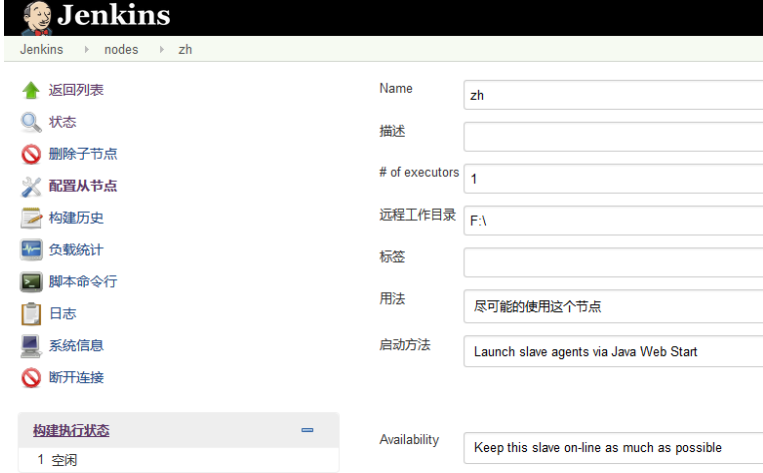 Jenkins
Jenkins nodes zh
返回列表
状态
删除子节点
配置从节点
构建历史
负载统计
脚本命令行
日志
系统信息
断开连接
构建执行状态
1 空闲
Name zh
描述
# of executors 1
远程工作目录 F:\
标签
用法 尽可能的使用这个节点
启动方法 Launch slave agents via Java Web Start
Availability Keep this slave on-line as much as possible